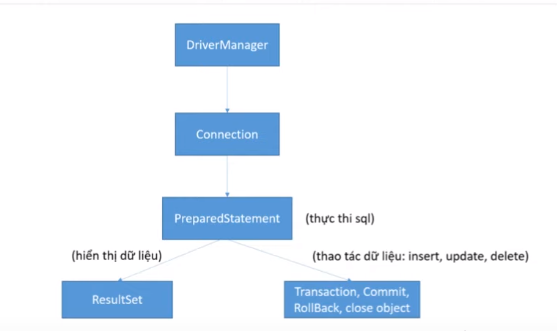 DriverManager
Connection
PreparedStatement
(thực thi sql)
(hiển thị dữ liệu)
(thao tác dữ liệu: insert, update, delete)
ResultSet
Transaction, Commit,
RollBack, close object